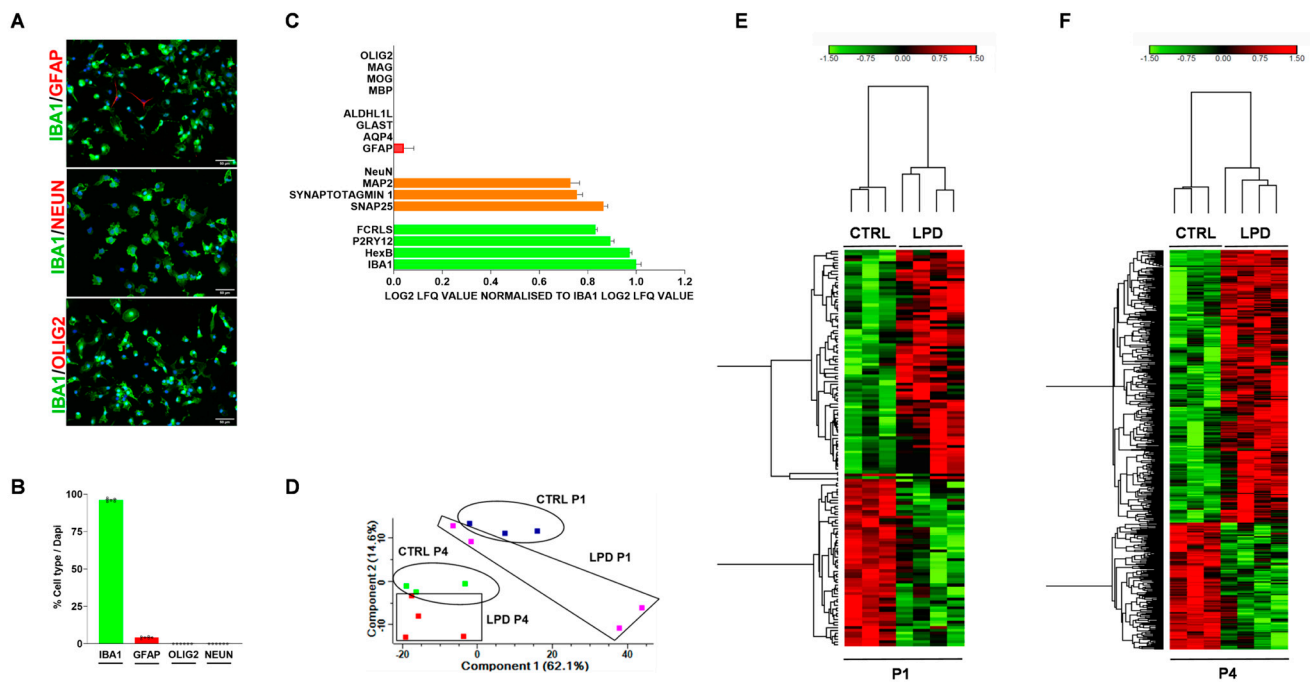 A
IBA1/GFAP
IBA1/NEUN
IBA1/OLIG2
B
% Cell type / Dapi
100
75
50
25
0
IBA1 GFAP OLIG2 NEUN
C
OLIG2
MAG
MOG
MBP
ALDHL1L
GLAST
AQP4
GFAP
NeuN
MAP2
SYNAPTOTAGMIN 1
SNAP25
FCRLS
P2RY12
HexB
IBA1
0.0 0.2 0.4 0.6 0.8 1.0 1.2
LOG2 LFQ VALUE NORMALISED TO IBA1 LOG2 LFQ VALUE
D
CTRL P1
LPD P1
CTRL P4
LPD P4
Component 2 (14.6%)
10
0
-10
-20 0 20 40
Component 1 (62.1%)
E
-1.50 -0.75 0.00 0.75 1.50
CTRL LPD
P1
F
-1.50 -0.75 0.00 0.75 1.50
CTRL LPD
P4